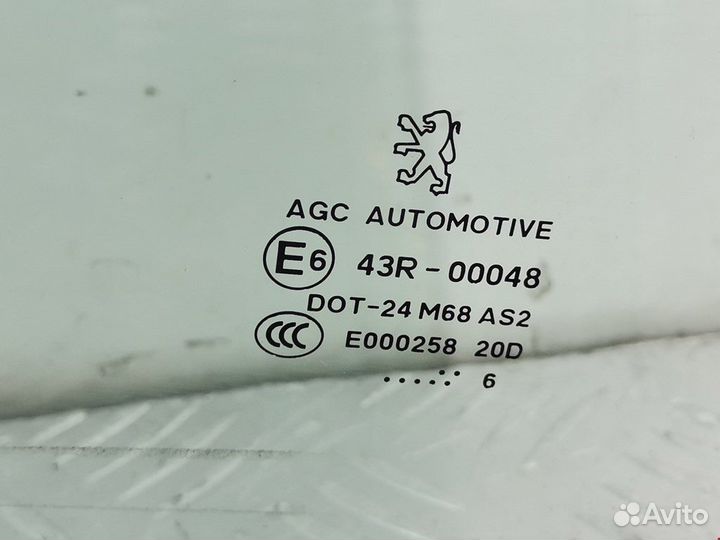 AGC AUTOMOTIVE
E6 43R-00048
DOT-24 M68 AS2
CCC E000258 20D
.....:·: 6
Avito